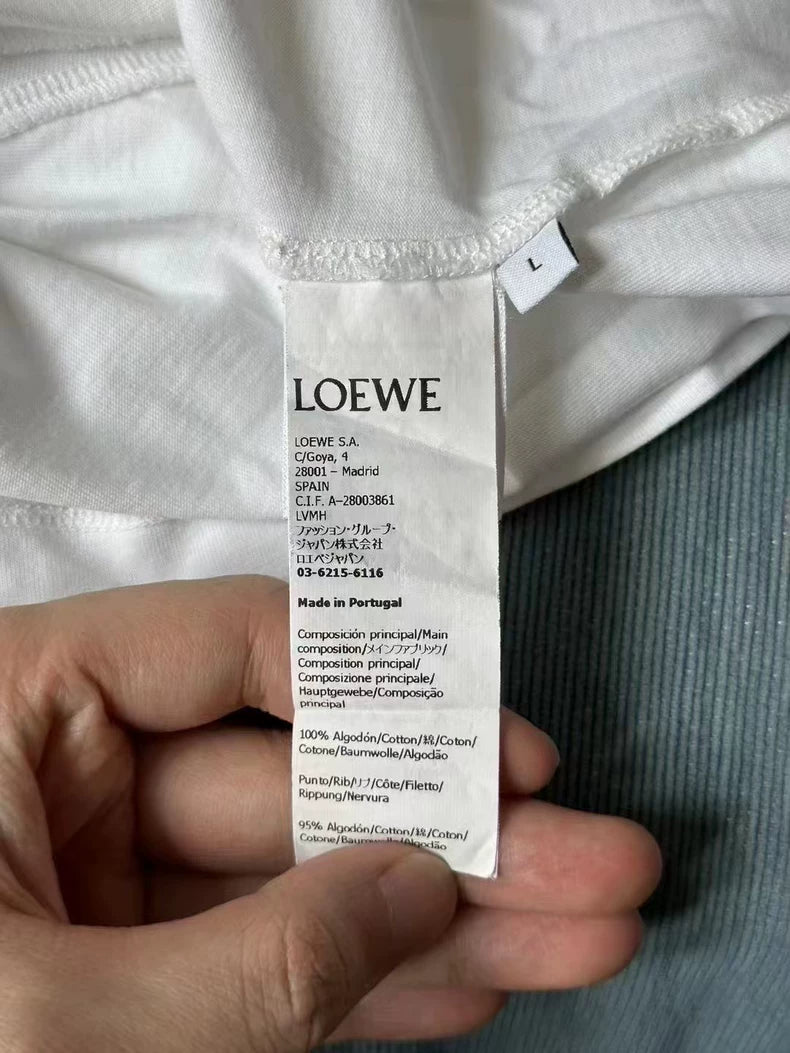 L
LOEWE
LOEWE S.A.
C/Goya, 4
28001 – Madrid
SPAIN
C.I.F. A-28003861
LVMH
ファッション・グループ・
ジャパン株式会社
ロエベジャパン
03-6215-6116
Made in Portugal
Composición principal/Main
composition/メインファブリック/
Composition principal/
Composizione principale/
Hauptgewebe/Composição
principal
100% Algodón/Cotton/綿/Coton/
Cotone/Baumwolle/Algodão
Punto/Rib/リブ/Côte/Filetto/
Rippung/Nervura
95% Algodón/Cotton/綿/Coton/
Cotone/Baumwolle/Algodão